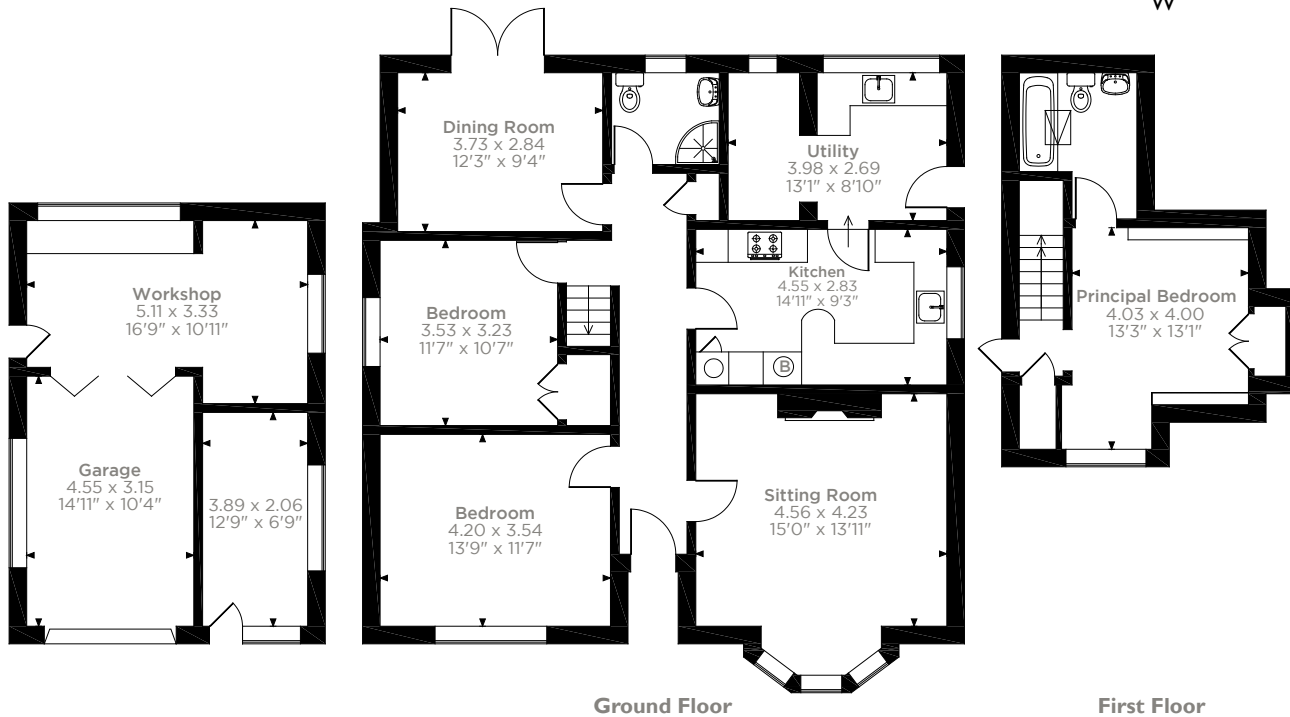 W
Dining Room
3.73 x 2.84
12'3" x 9'4"
Utility
3.98 x 2.69
13'1" x 8'10"
Workshop
5.11 x 3.33
16'9" x 10'11"
Bedroom
3.53 x 3.23
11'7" x 10'7"
Kitchen
4.55 x 2.83
14'11" x 9'3"
B
Principal Bedroom
4.03 x 4.00
13'3" x 13'1"
Garage
4.55 x 3.15
14'11" x 10'4"
3.89 x 2.06
12'9" x 6'9"
Bedroom
4.20 x 3.54
13'9" x 11'7"
Sitting Room
4.56 x 4.23
15'0" x 13'11"
Ground Floor
First Floor